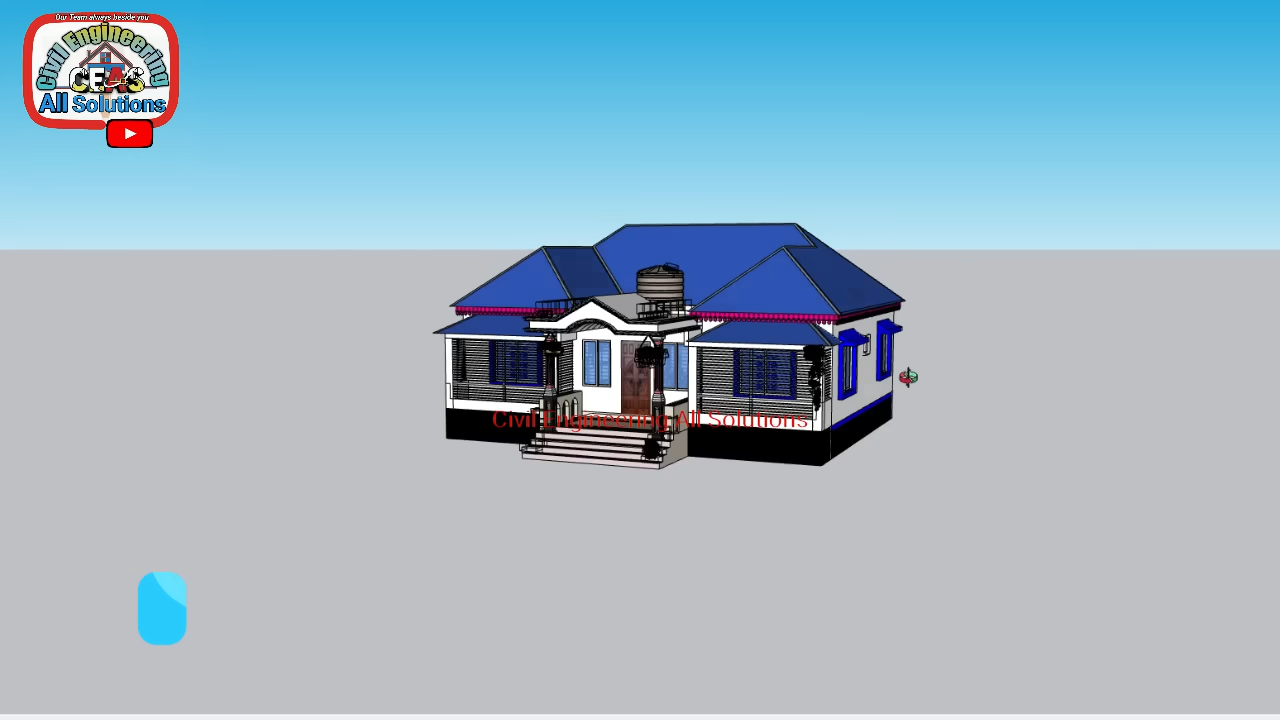 Our Team always beside you
Civil Engineering
CEAS
All Solutions
Civil Engineering All Solutions